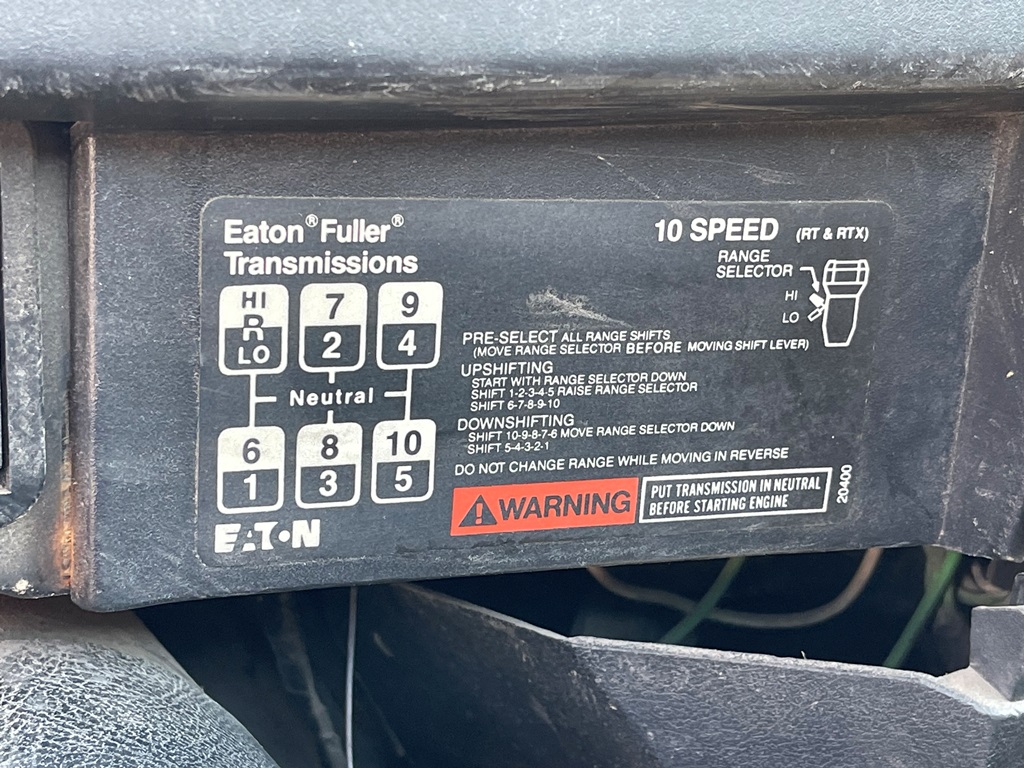 Eaton® Fuller®
Transmissions
10 SPEED (RT & RTX)
RANGE
SELECTOR
HI
LO
HI 7 9
R
LO 2 4
Neutral
6 8 10
1 3 5
EATON
PRE-SELECT ALL RANGE SHIFTS
(MOVE RANGE SELECTOR BEFORE MOVING SHIFT LEVER)
UPSHIFTING
START WITH RANGE SELECTOR DOWN
SHIFT 1-2-3-4-5 RAISE RANGE SELECTOR
SHIFT 6-7-8-9-10
DOWNSHIFTING
SHIFT 10-9-8-7-6 MOVE RANGE SELECTOR DOWN
SHIFT 5-4-3-2-1
DO NOT CHANGE RANGE WHILE MOVING IN REVERSE
WARNING
PUT TRANSMISSION IN NEUTRAL
BEFORE STARTING ENGINE
20400